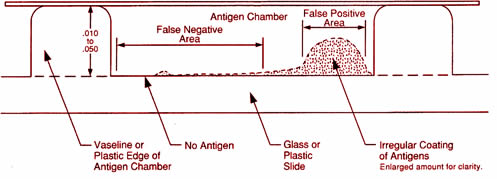 Antigen Chamber
False Positive
Area
False Negative
Area
.010
to
.050
Vaseline or
Plastic Edge of
Antigen Chamber
No Antigen
Glass or
Plastic
Slide
Irregular Coating
of Antigens
Enlarged amount for clarity.